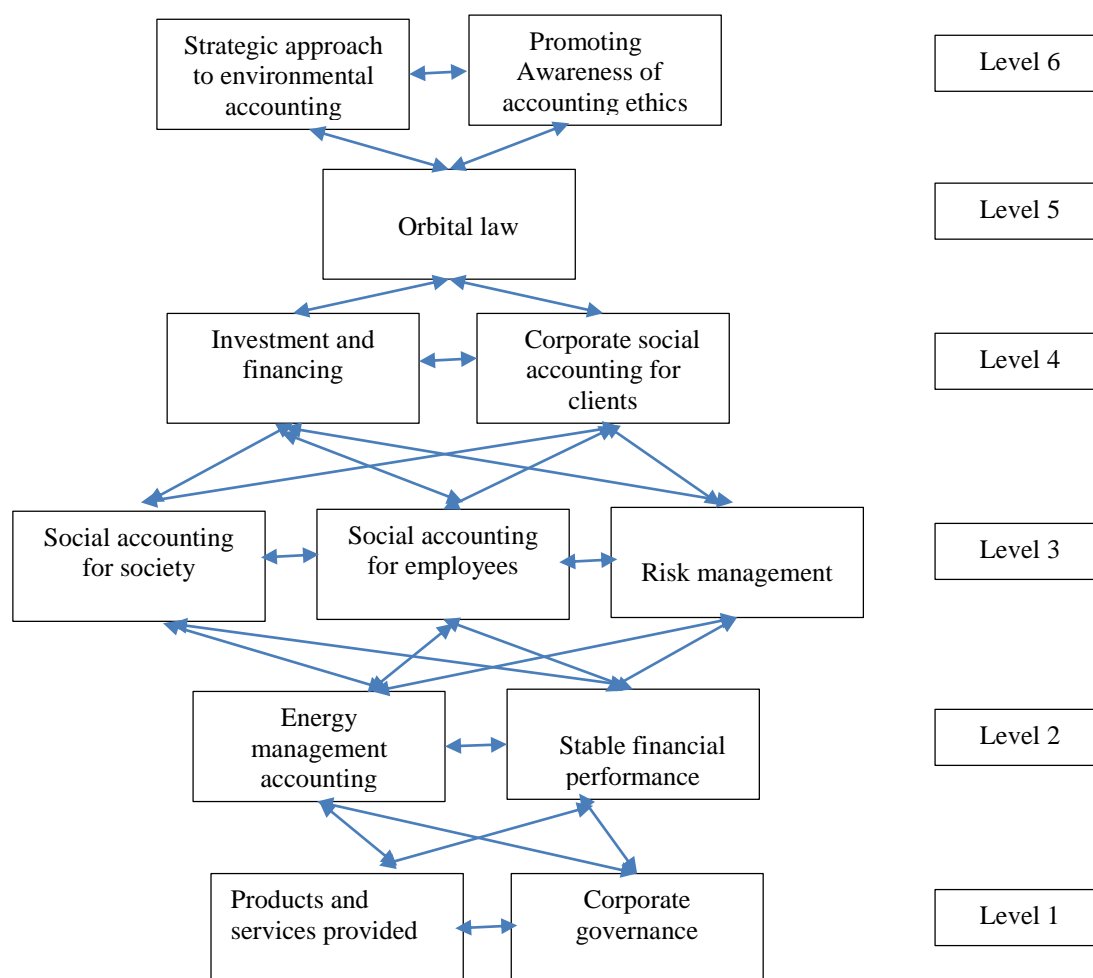 Strategic approach
to environmental
accounting
Promoting
Awareness of
accounting ethics
Level 6
Orbital law
Level 5
Investment and
financing
Corporate social
accounting for
clients
Level 4
Social accounting
for society
Social accounting
for employees
Risk management
Level 3
Energy
management
accounting
Stable financial
performance
Level 2
Products and
services provided
Corporate
governance
Level 1